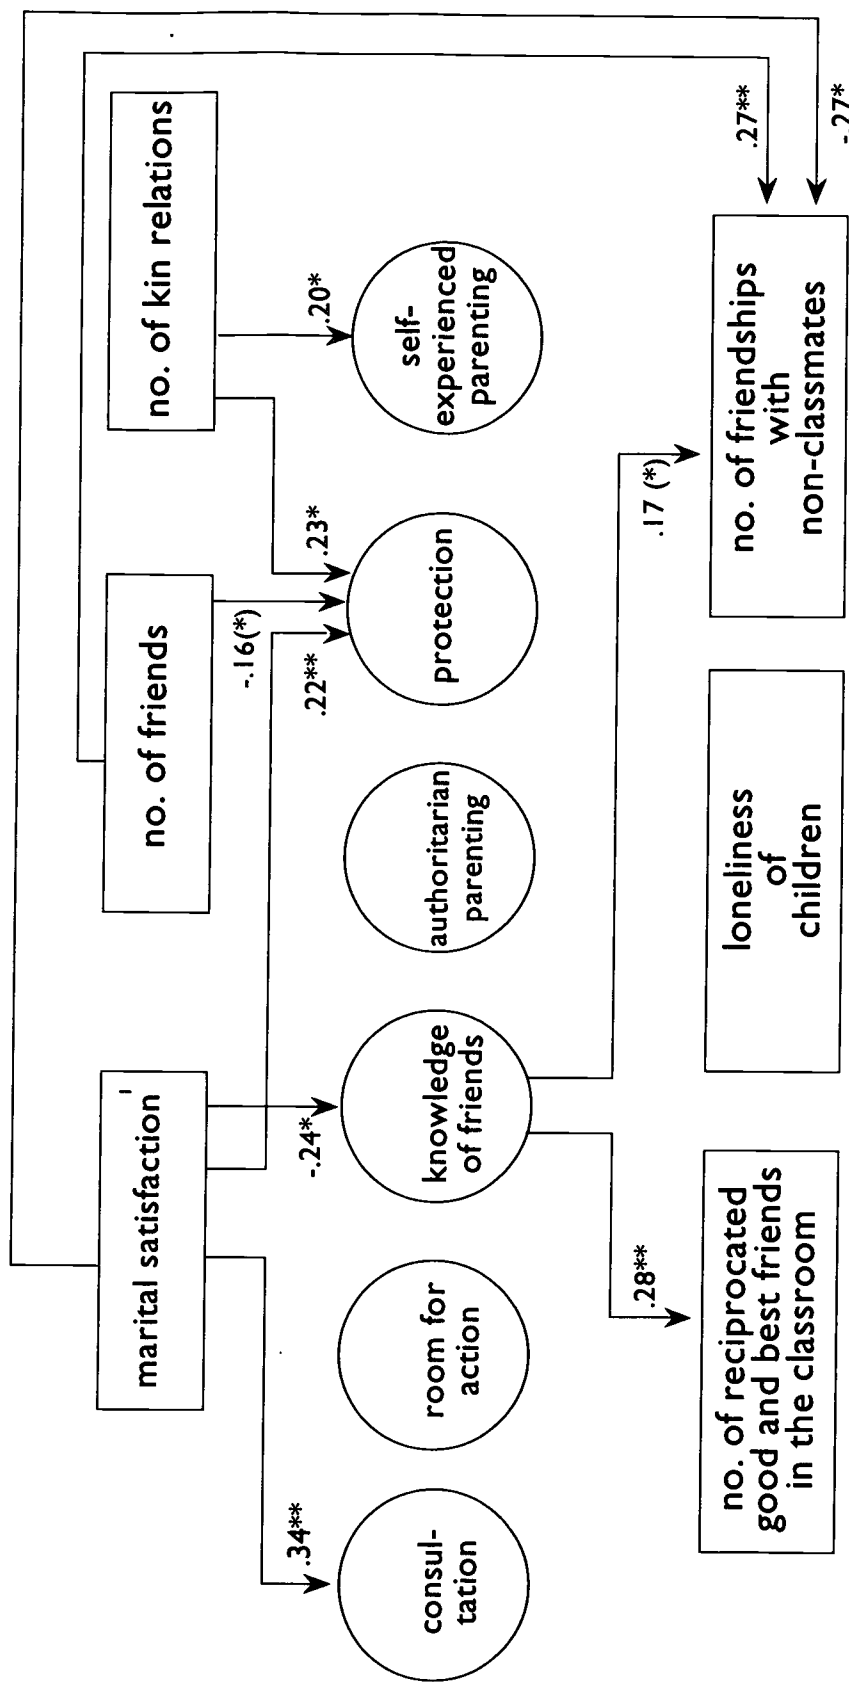 marital satisfaction¹
no. of friends
no. of kin relations
.34**
-.24*
.22**
-.16(*)
.23*
.20*
consul-
tation
room for
action
knowledge
of friends
authoritarian
parenting
protection
self-
experienced
parenting
.28**
.17 (*)
.27**
-.27*
no. of reciprocated
good and best friends
in the classroom
loneliness
of
children
no. of friendships
with
non-classmates